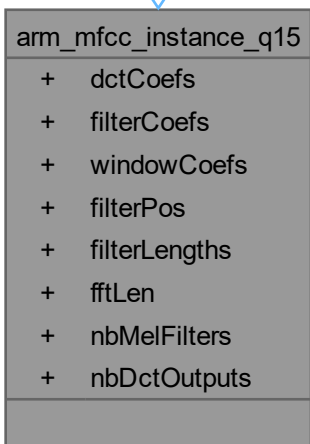 arm_mfcc_instance_q15
+ dctCoefs
+ filterCoefs
+ windowCoefs
+ filterPos
+ filterLengths
+ fftLen
+ nbMelFilters
+ nbDctOutputs